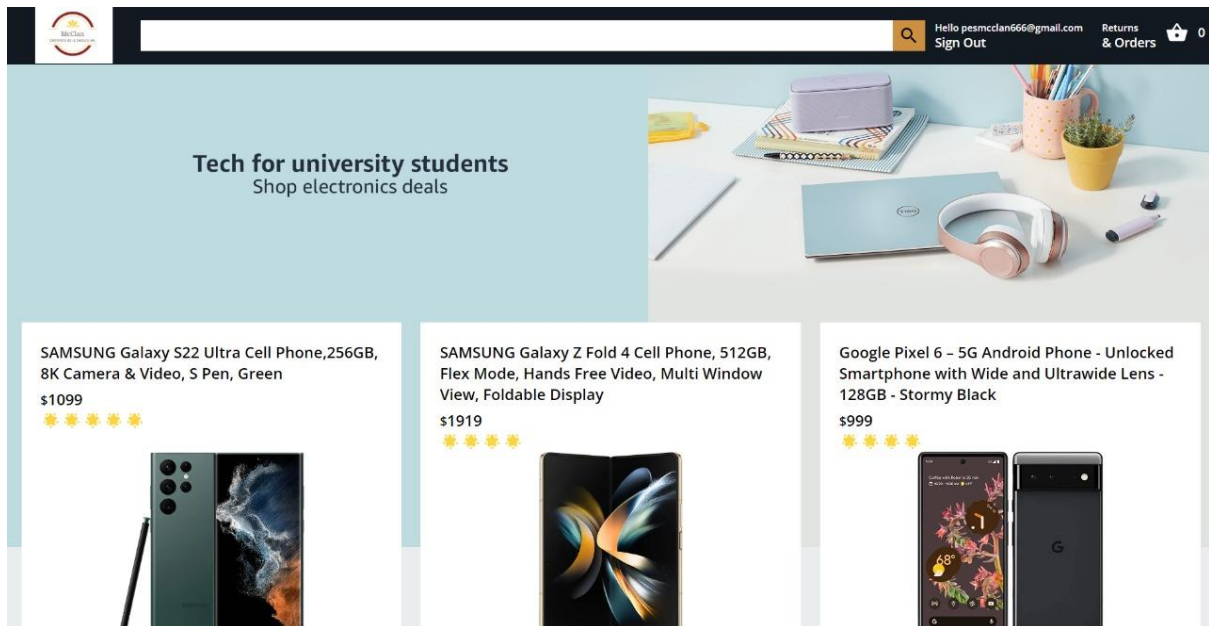 McClan
Hello pesmcclan666@gmail.com
Sign Out
Returns
& Orders
0
Tech for university students
Shop electronics deals
SAMSUNG Galaxy S22 Ultra Cell Phone,256GB,
8K Camera & Video, S Pen, Green
$1099
SAMSUNG Galaxy Z Fold 4 Cell Phone, 512GB,
Flex Mode, Hands Free Video, Multi Window
View, Foldable Display
$1919
Google Pixel 6 – 5G Android Phone - Unlocked
Smartphone with Wide and Ultrawide Lens -
128GB - Stormy Black
$999
68°
G
G